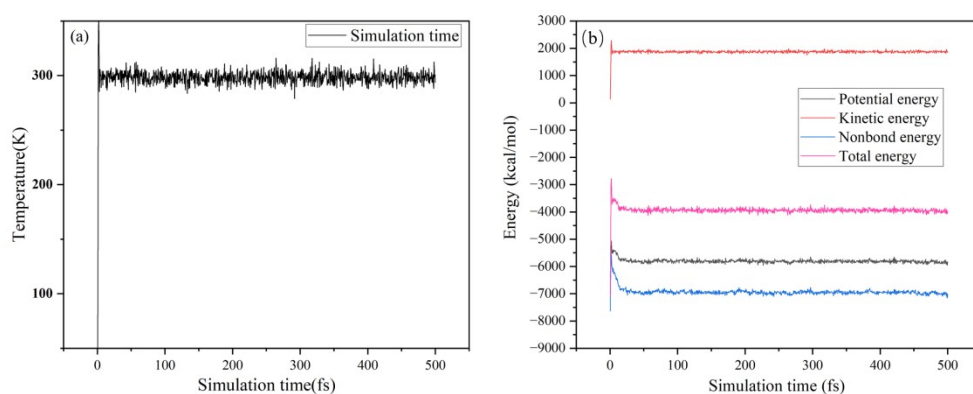 (a)
Simulation time
300
200
100
Temperature(K)
0
100
200
300
400
500
Simulation time(fs)
(b)
3000
2000
1000
0
−1000
−2000
−3000
−4000
−5000
−6000
−7000
−8000
−9000
Energy (kcal/mol)
Potential energy
Kinetic energy
Nonbond energy
Total energy
0
100
200
300
400
500
Simulation time (fs)